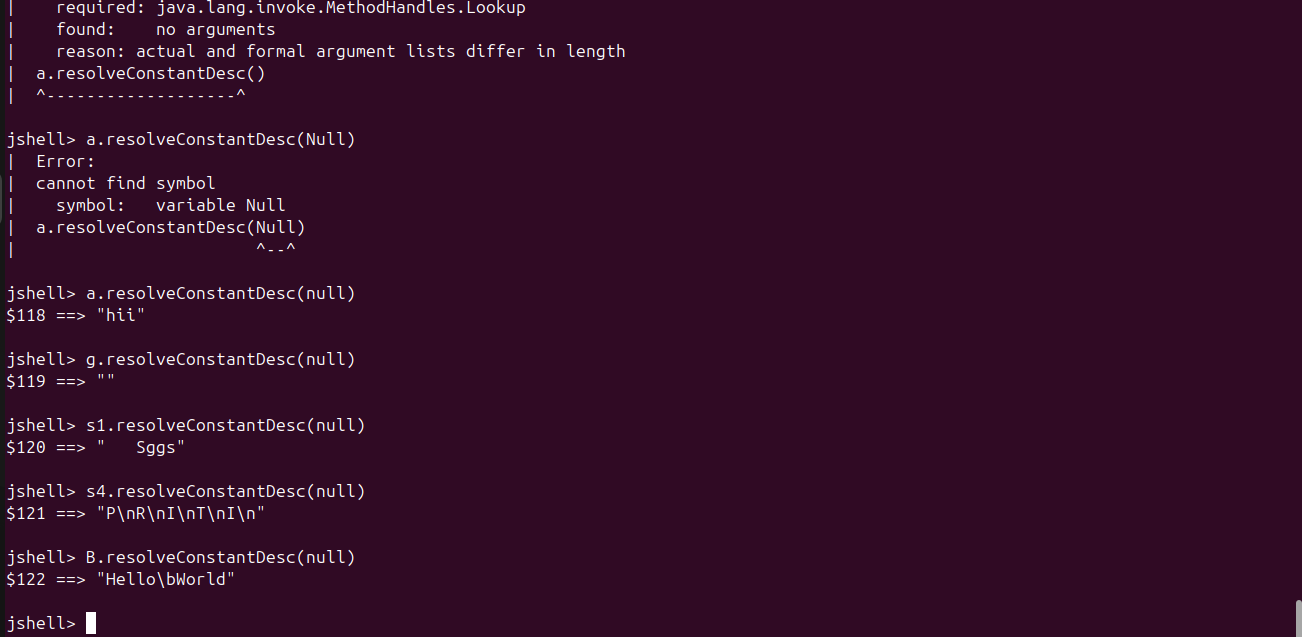 |    required: java.lang.invoke.MethodHandles.Lookup
|    found:    no arguments
|    reason: actual and formal argument lists differ in length
|  a.resolveConstantDesc()
|  ^-------------------^
jshell> a.resolveConstantDesc(Null)
|  Error:
|  cannot find symbol
|    symbol:   variable Null
|  a.resolveConstantDesc(Null)
|                        ^--^
jshell> a.resolveConstantDesc(null)
$118 ==> "hii"
jshell> g.resolveConstantDesc(null)
$119 ==> ""
jshell> s1.resolveConstantDesc(null)
$120 ==> "   Sggs"
jshell> s4.resolveConstantDesc(null)
$121 ==> "P\nR\nI\nT\nI\n"
jshell> B.resolveConstantDesc(null)
$122 ==> "Hello\bWorld"
jshell>